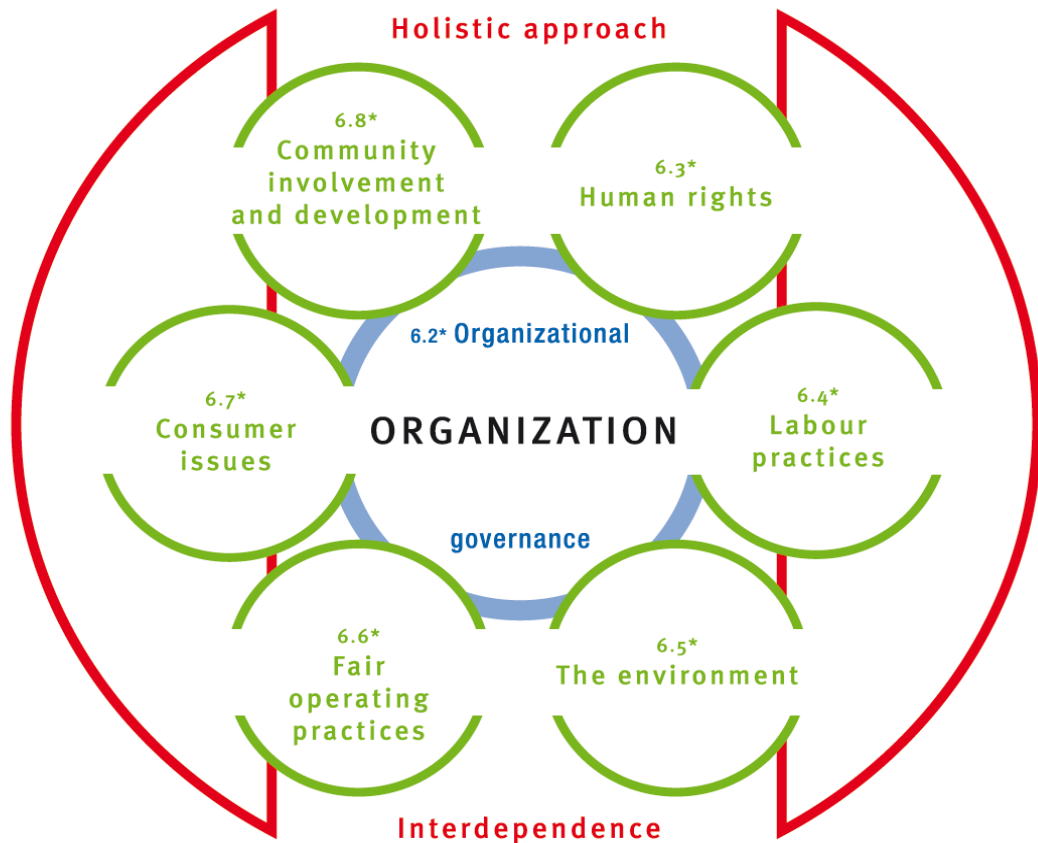 Holistic approach
6.8*
Community
involvement
and development
6.3*
Human rights
6.2* Organizational
6.7*
Consumer
issues
ORGANIZATION
6.4*
Labour
practices
governance
6.6*
Fair
operating
practices
6.5*
The environment
Interdependence